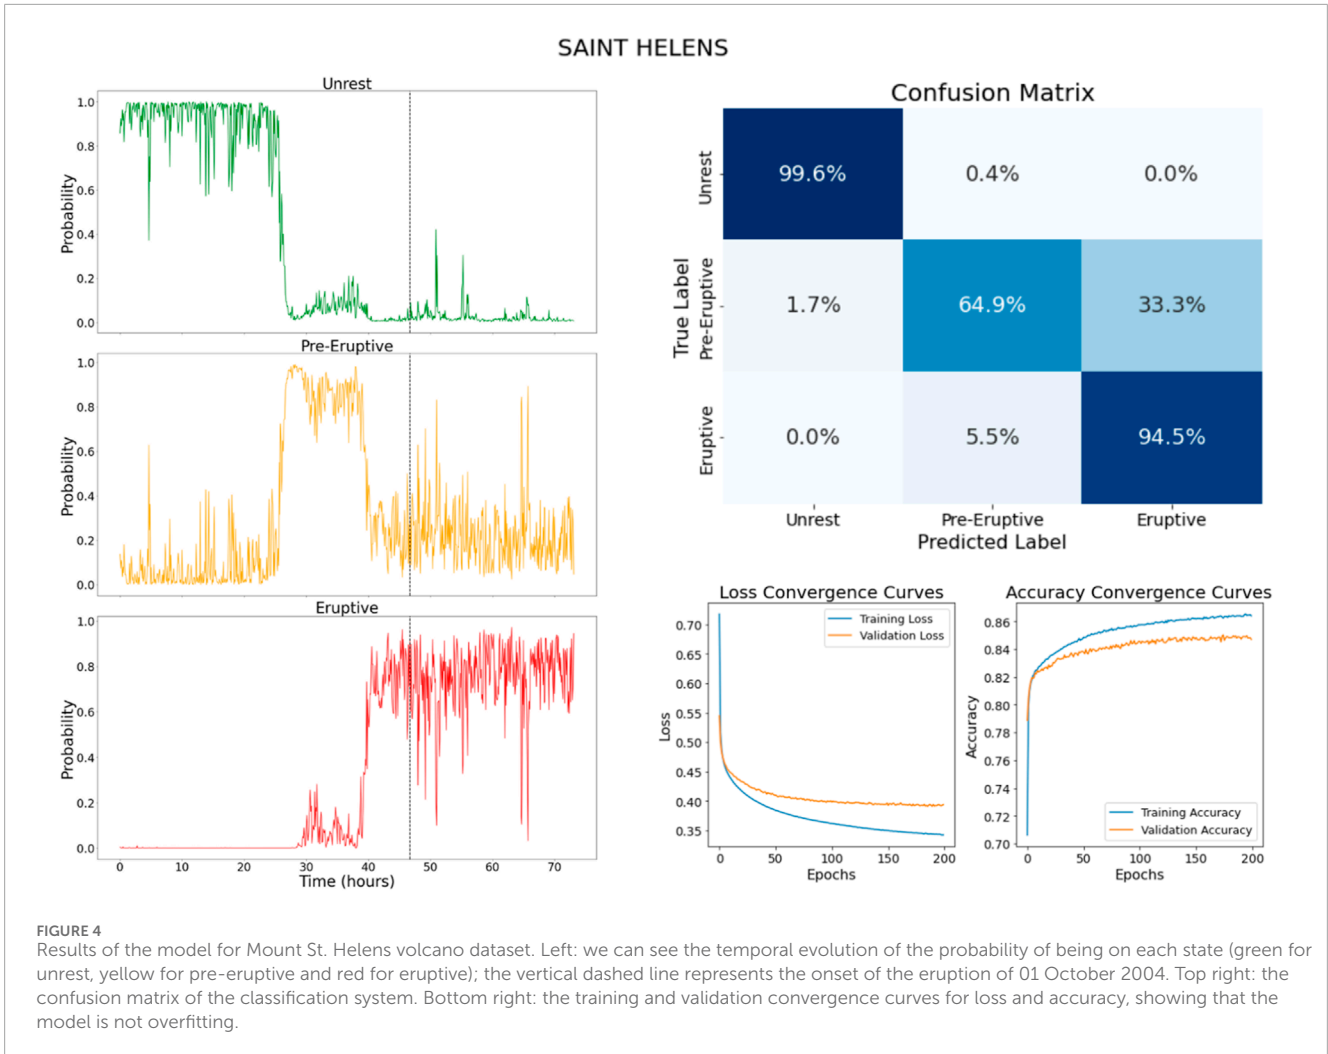 SAINT HELENS
Unrest
1.0
0.8
0.6
0.4
0.2
0.0
Probability
Pre-Eruptive
1.0
0.8
0.6
0.4
0.2
0.0
Probability
Eruptive
1.0
0.8
0.6
0.4
0.2
0.0
Probability
0 10 20 30 40 50 60 70
Time (hours)
Confusion Matrix
True Label
Unrest
99.6% 0.4% 0.0%
Pre-Eruptive
1.7% 64.9% 33.3%
Eruptive
0.0% 5.5% 94.5%
Unrest Pre-Eruptive Eruptive
Predicted Label
Loss Convergence Curves
Training Loss
Validation Loss
0.70
0.65
0.60
0.55
0.50
0.45
0.40
0.35
Loss
0 50 100 150 200
Epochs
Accuracy Convergence Curves
0.86
0.84
0.82
0.80
0.78
0.76
0.74
0.72
0.70
Accuracy
Training Accuracy
Validation Accuracy
0 50 100 150 200
Epochs
FIGURE 4
Results of the model for Mount St. Helens volcano dataset. Left: we can see the temporal evolution of the probability of being on each state (green for
unrest, yellow for pre-eruptive and red for eruptive); the vertical dashed line represents the onset of the eruption of 01 October 2004. Top right: the
confusion matrix of the classification system. Bottom right: the training and validation convergence curves for loss and accuracy, showing that the
model is not overfitting.